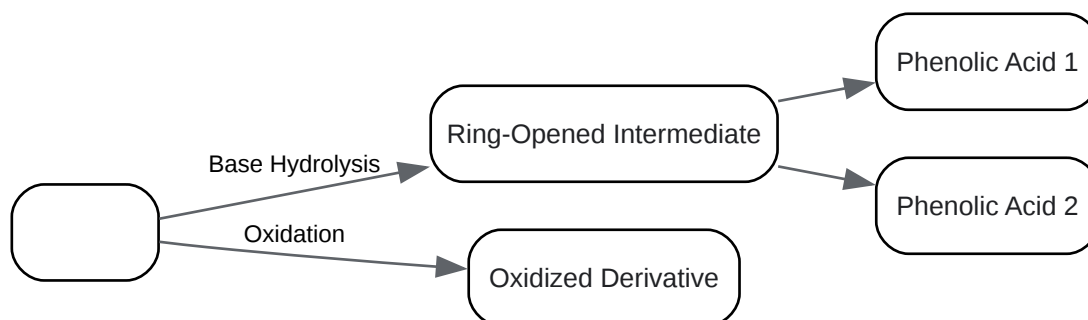 Phenolic Acid 1
Ring-Opened Intermediate
Base Hydrolysis
Phenolic Acid 2
Oxidation
Oxidized Derivative